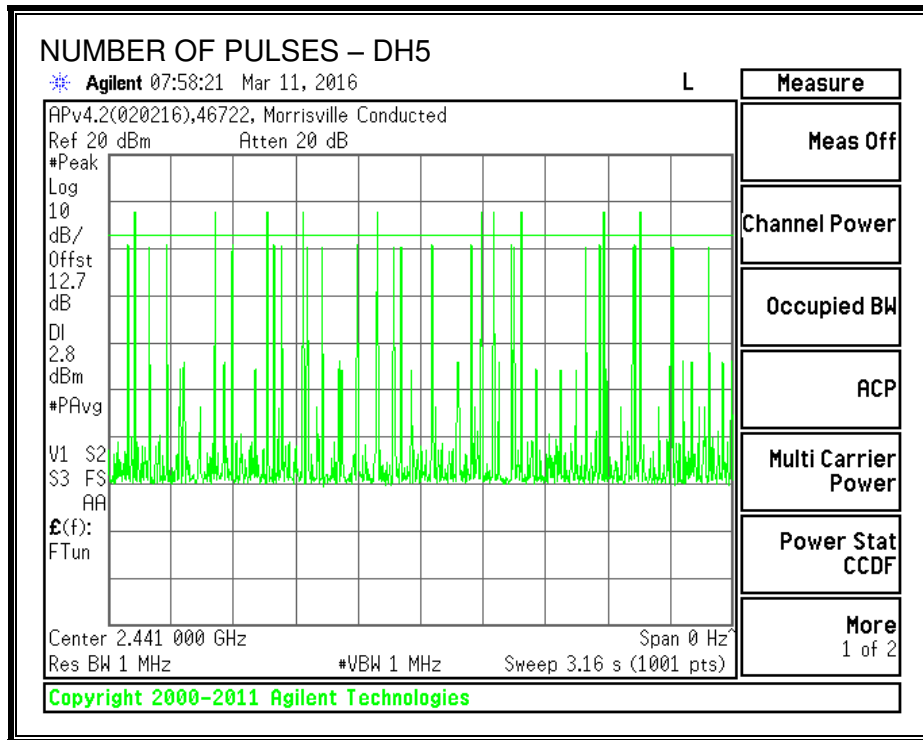 NUMBER OF PULSES – DH5
Agilent 07:58:21 Mar 11, 2016 L
Measure
APv4.2(020216),46722, Morrisville Conducted
Ref 20 dBm Atten 20 dB
#Peak
Log
10
dB/
Offst
12.7
dB
DI
2.8
dBm
#PAvg
V1 S2
S3 FS
AA
£(f):
FTun
Center 2.441 000 GHz Span 0 Hz^
Res BW 1 MHz #VBW 1 MHz Sweep 3.16 s (1001 pts)
Copyright 2000-2011 Agilent Technologies
Meas Off
Channel Power
Occupied BW
ACP
Multi Carrier
Power
Power Stat
CCDF
More
1 of 2